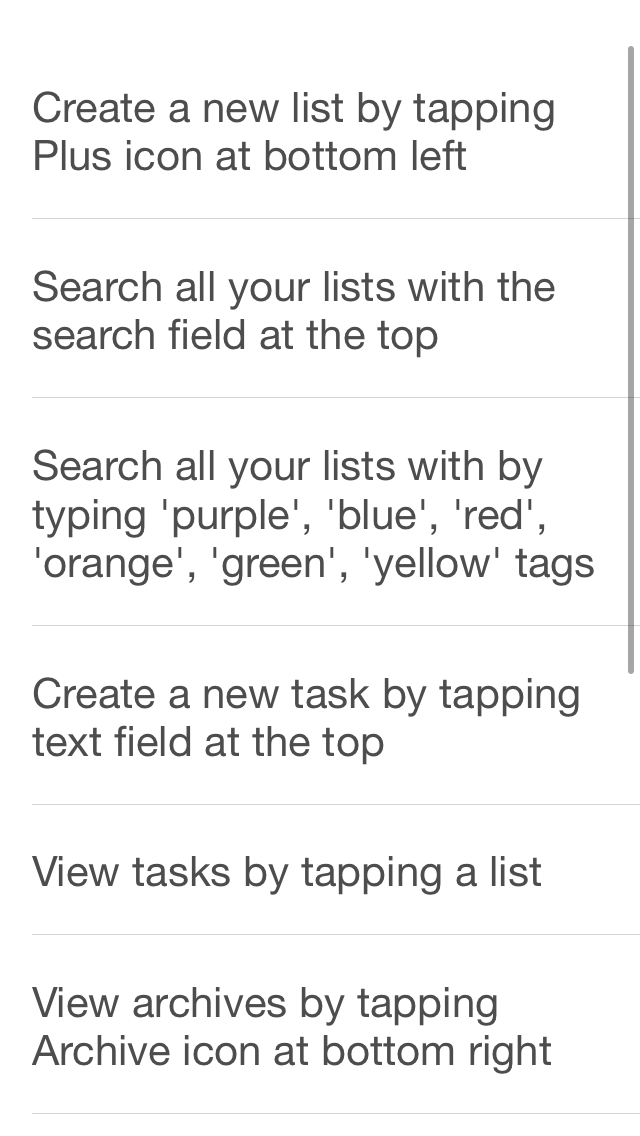 Create a new list by tapping
Plus icon at bottom left
Search all your lists with the
search field at the top
Search all your lists with by
typing 'purple', 'blue', 'red',
'orange', 'green', 'yellow' tags
Create a new task by tapping
text field at the top
View tasks by tapping a list
View archives by tapping
Archive icon at bottom right